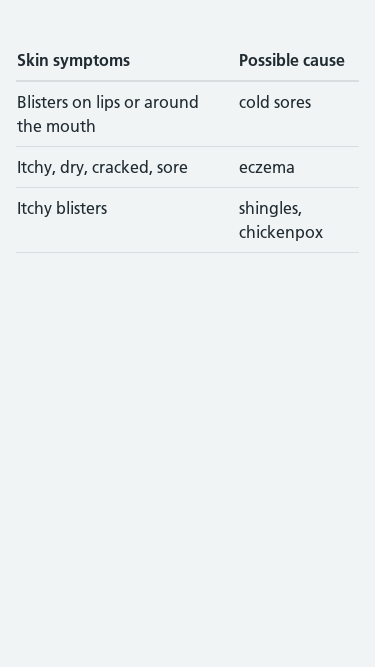 Skin symptoms Possible cause
Blisters on lips or around cold sores
the mouth
Itchy, dry, cracked, sore eczema
Itchy blisters shingles,
chickenpox